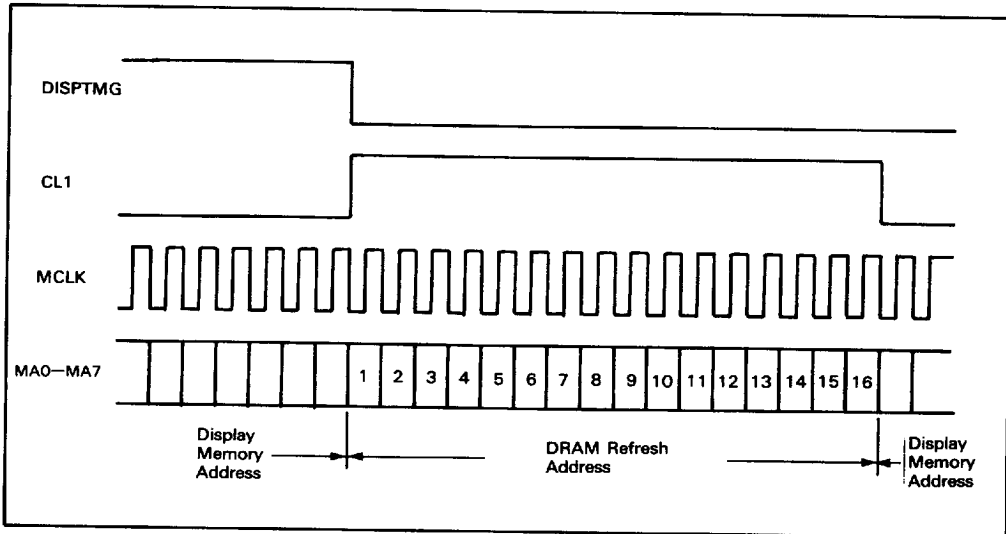 DISPTMG
CL1
MCLK
MA0—MA7
1 2 3 4 5 6 7 8 9 10 11 12 13 14 15 16
Display
Memory
Address
DRAM Refresh
Address
Display
Memory
Address